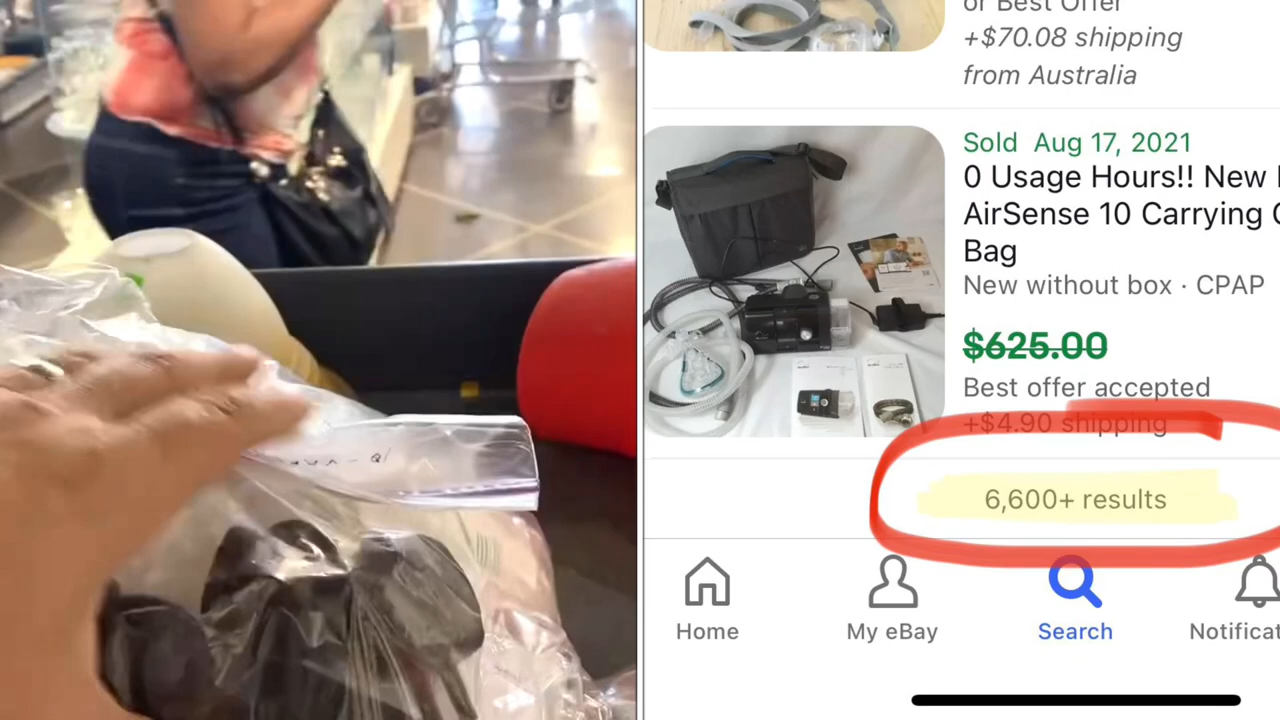 or Best Offer
+$70.08 shipping
from Australia
Sold Aug 17, 2021
0 Usage Hours!! New
AirSense 10 Carrying
Bag
New without box · CPAP
$625.00
Best offer accepted
+$4.90 shipping
6,600+ results
Home
My eBay
Search
Notificat